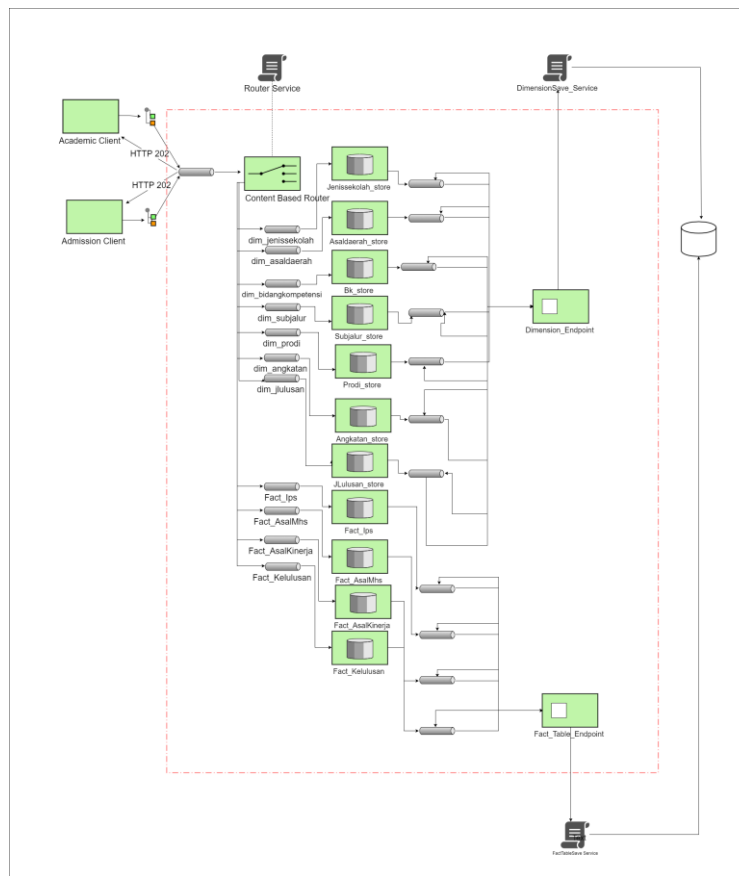 Router Service
DimensionSave_Service
Academic Client
HTTP 202
HTTP 202
Admission Client
Content Based Router
Jenissekolah_store
dim_jenissekolah
Asaldaerah_store
dim_asaldaerah
Bk_store
dim_bidangkompetensi
dim_subjalur
Subjalur_store
Dimension_Endpoint
dim_prodi
dim_angkatan
Prodi_store
dim_jlulusan
Angkatan_store
JLulusan_store
Fact_Ips
Fact_Ips
Fact_AsalMhs
Fact_AsalKinerja
Fact_AsalMhs
Fact_Kelulusan
Fact_AsalKinerja
Fact_Kelulusan
Fact_Table_Endpoint
FactTableSave Service